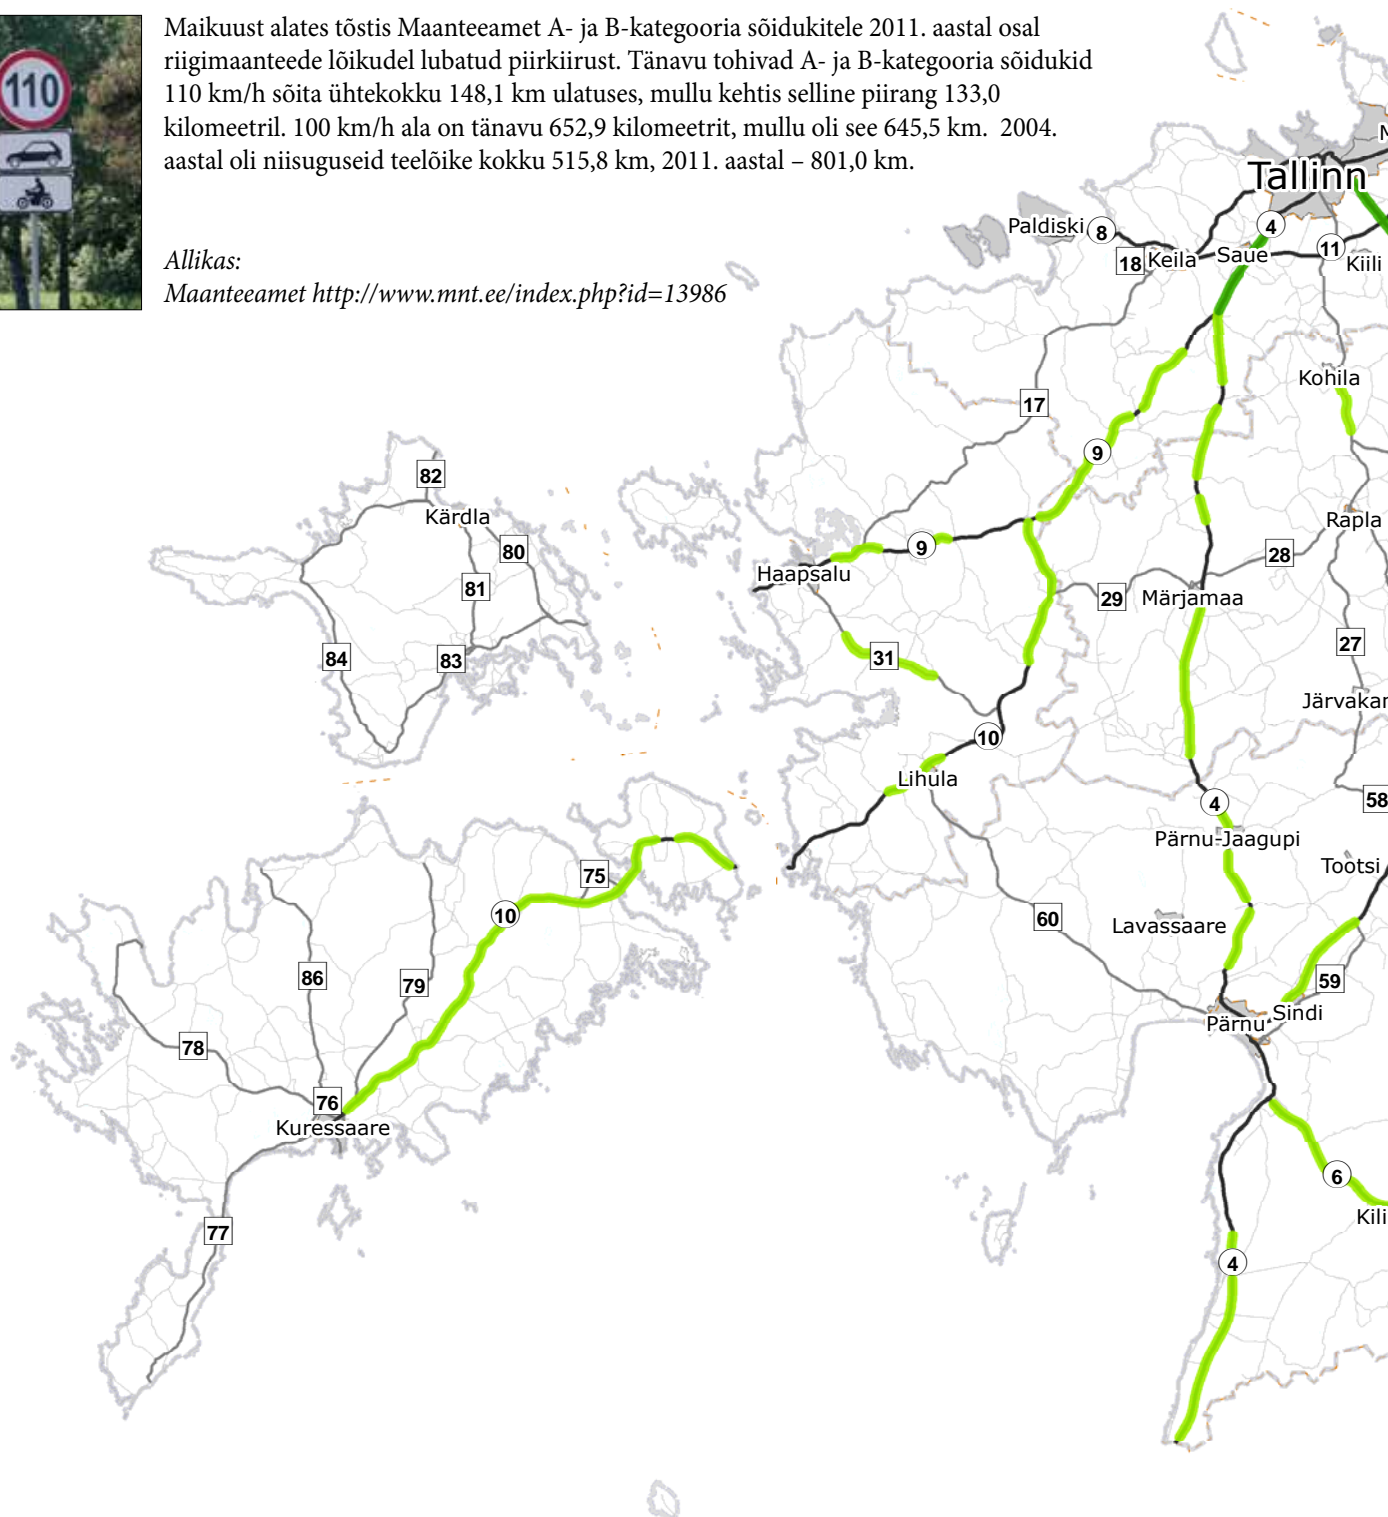 110
Maikuust alates tõstis Maanteeamet A- ja B-kategooria sõidukitele 2011. aastal osal
riigimaanteede lõikudel lubatud piirkiirust. Tänavu tohivad A- ja B-kategooria sõidukid
110 km/h sõita ühtekokku 148,1 km ulatuses, mullu kehtis selline piirang 133,0
kilomeetril. 100 km/h ala on tänavu 652,9 kilomeetrit, mullu oli see 645,5 km. 2004.
aastal oli niisuguseid teelõike kokku 515,8 km, 2011. aastal – 801,0 km.
Allikas:
Maanteeamet http://www.mnt.ee/index.php?id=13986
Tallinn
Paldiski
8
4
18
Keila
Saue
11
Kiili
Kohila
17
9
82
Kärdla
80
Rapla
9
28
Haapsalu
81
29
Märjamaa
84
83
31
27
Järvakar
10
Lihula
4
58
Pärnu-Jaagupi
75
Tootsi
10
60
Lavassaare
86
79
59
Sindi
Pärnu
78
76
Kuressaare
6
Kili
77
4